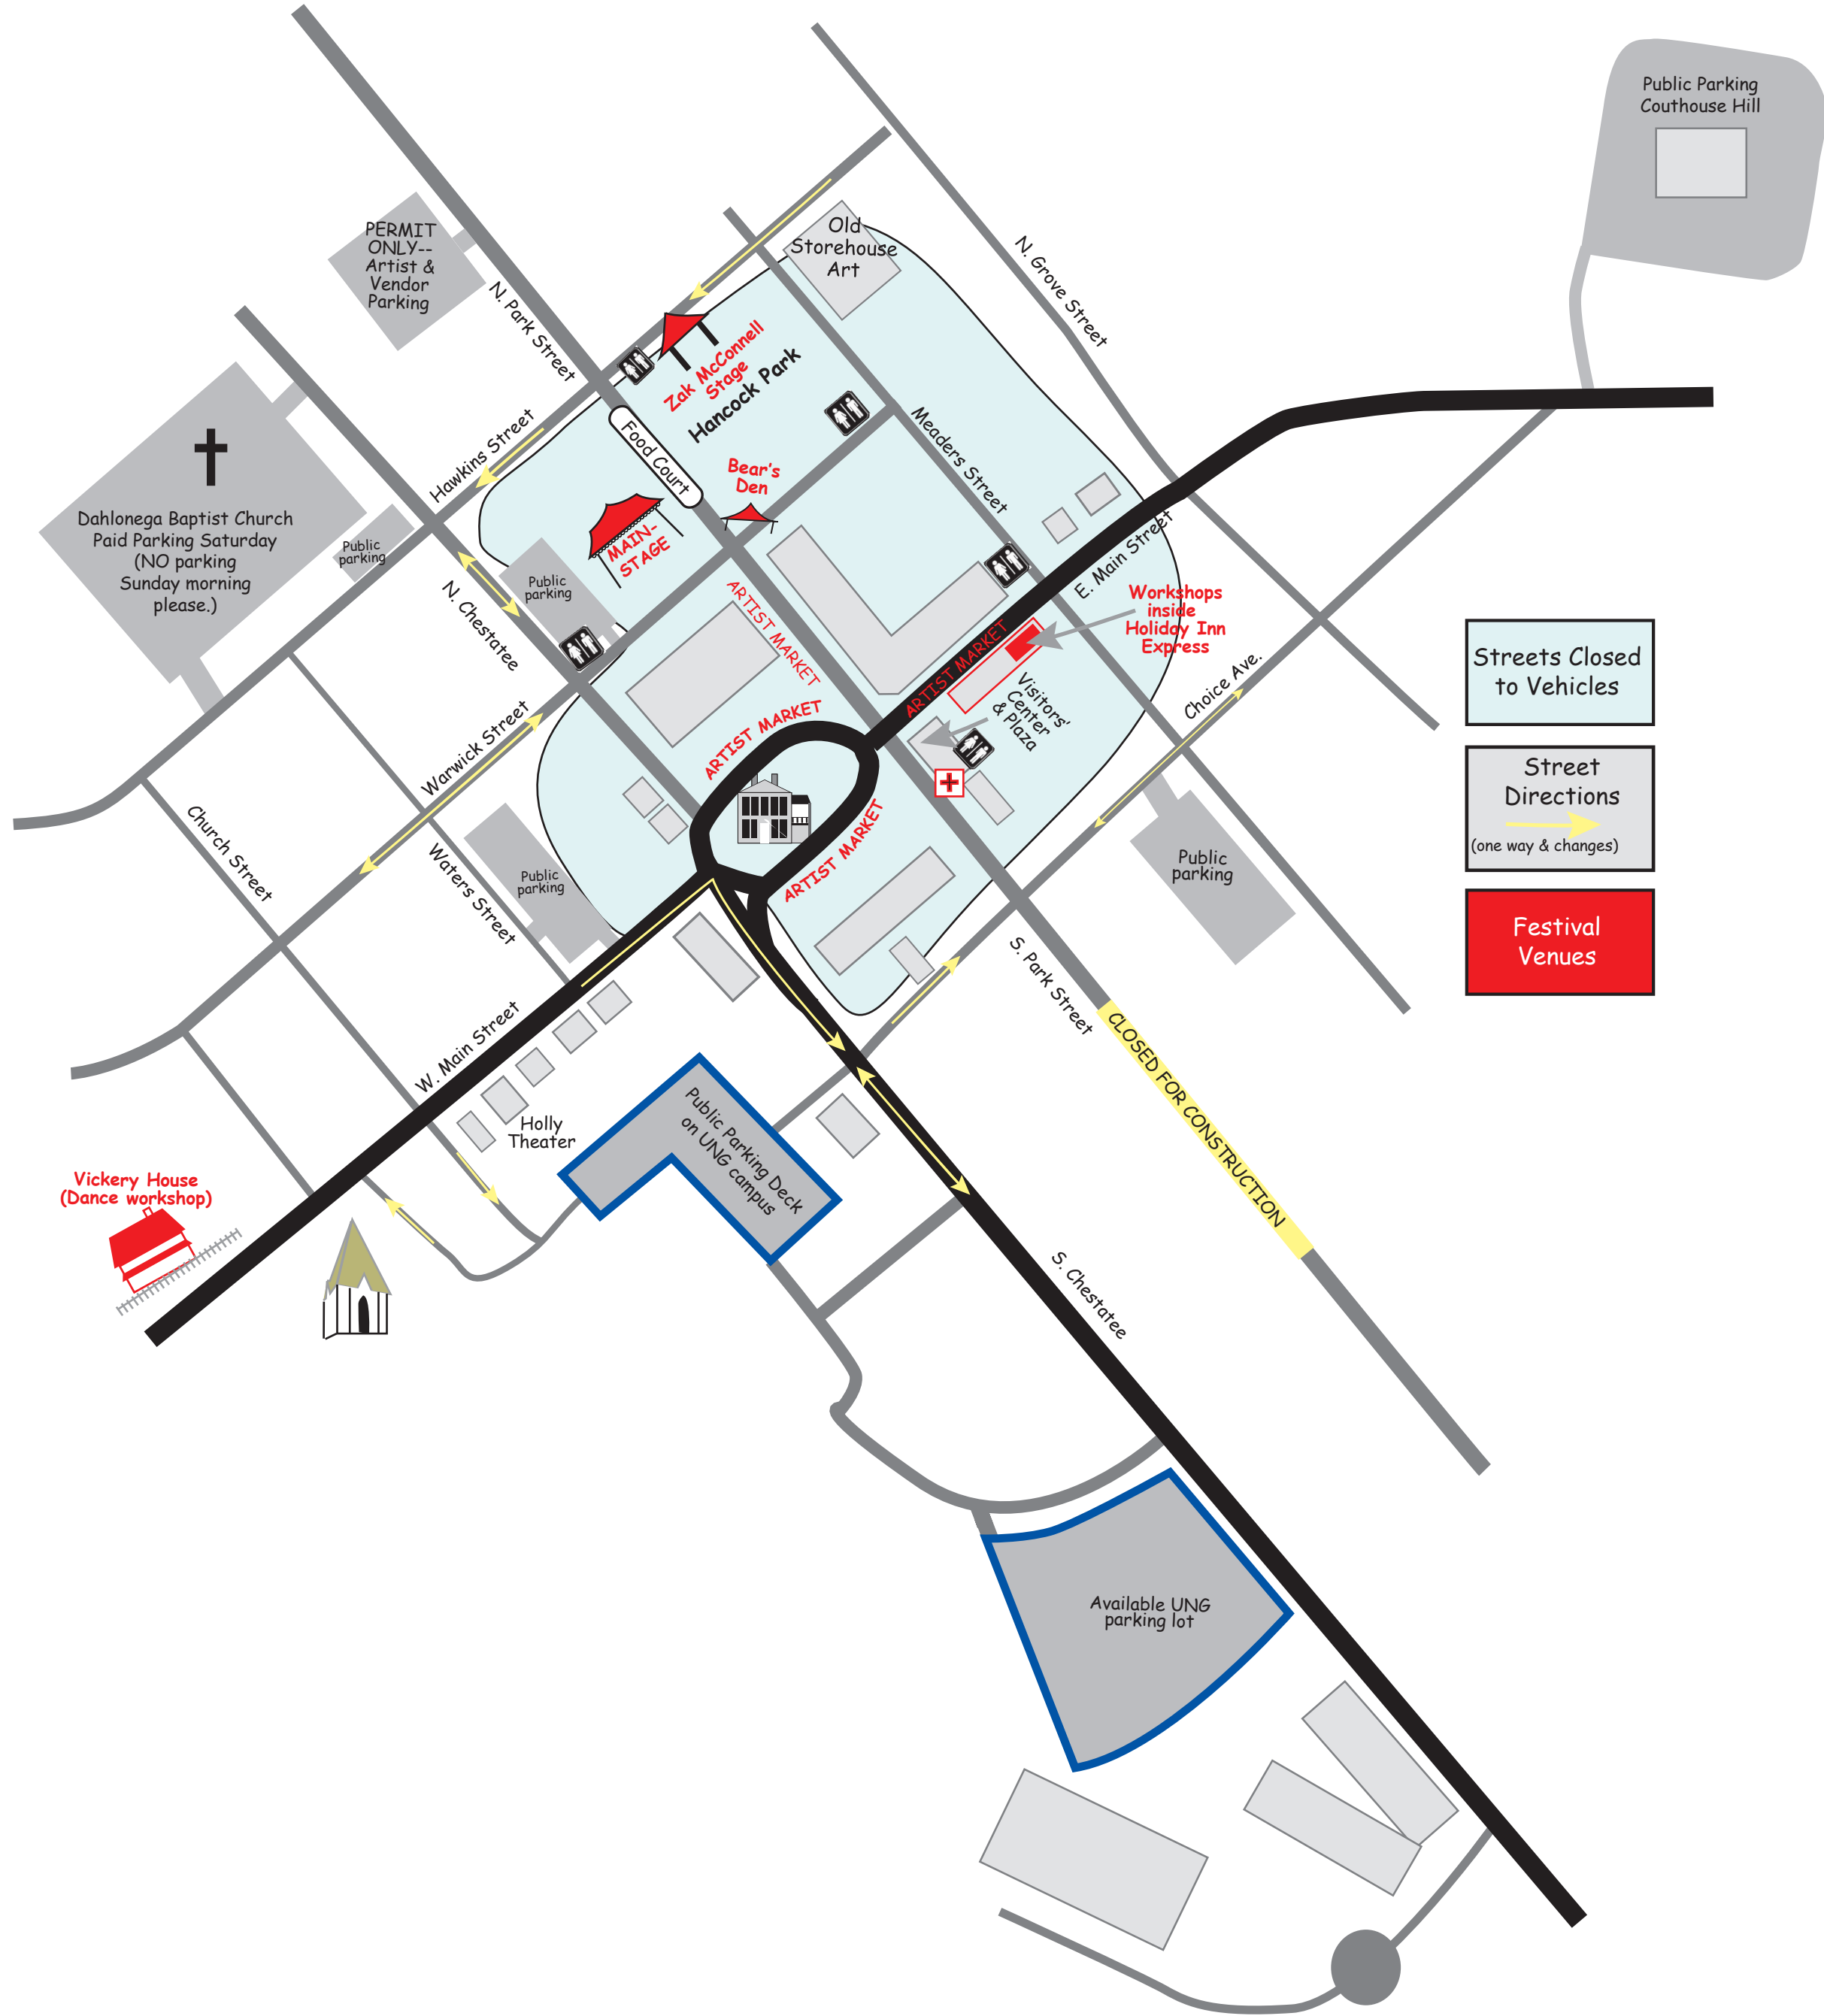 Public Parking
Couthouse Hill
PERMIT
ONLY--
Artist &
Vendor
Parking
Old
Storehouse
Art
N. Grove Street
N. Park Street
Zak McConnell
Stage
Hancock Park
Hawkins Street
Food Court
Meaders Street
Bear's
Den
Dahlonega Baptist Church
Paid Parking Saturday
(NO parking
Sunday morning
please.)
Public
parking
MAIN-
STAGE
Public
parking
N. Chestatee
E. Main Street
ARTIST MARKET
Workshops
inside
Holiday Inn
Express
ARTIST MARKET
Visitors'
Center
& Plaza
Choice Ave.
Streets Closed
to Vehicles
Street
Directions
(one way & changes)
Festival
Venues
ARTIST MARKET
Warwick Street
Church Street
Waters Street
Public
parking
ARTIST MARKET
Public
parking
S. Park Street
CLOSED FOR CONSTRUCTION
W. Main Street
Holly
Theater
Public Parking Deck
on UNG campus
Vickery House
(Dance workshop)
S. Chestatee
Available UNG
parking lot